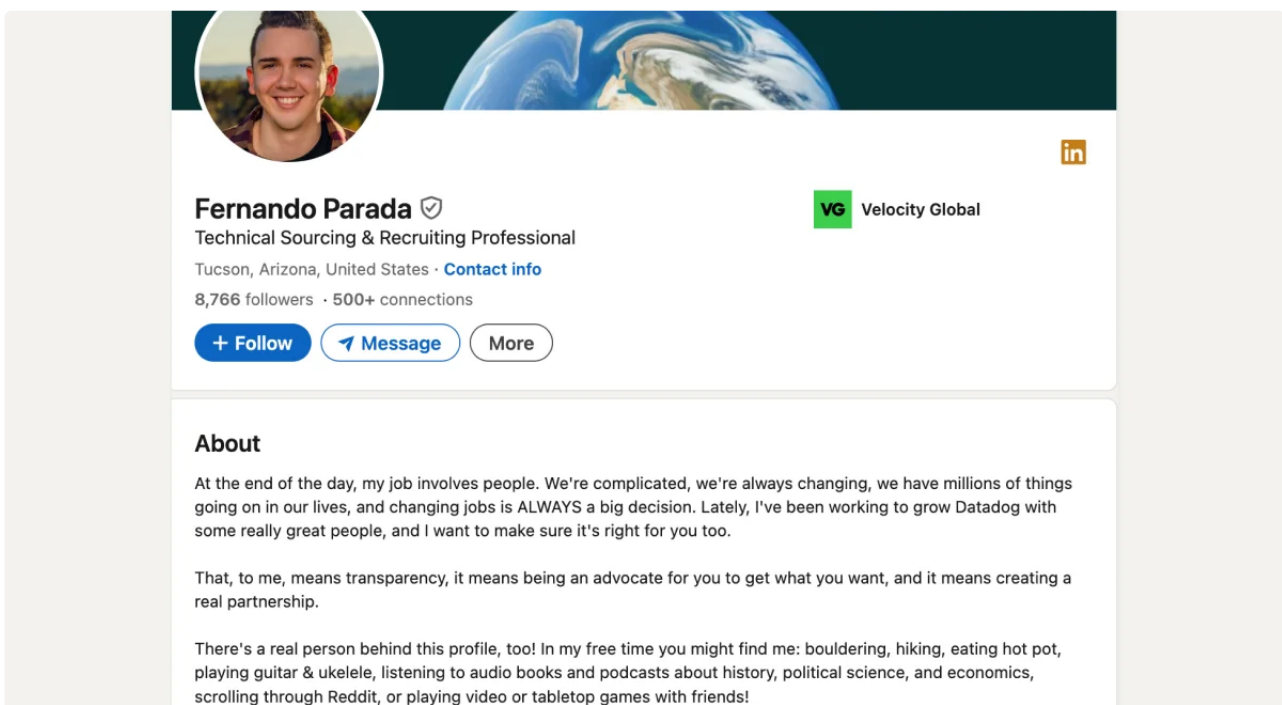 in
Fernando Parada
VG Velocity Global
Technical Sourcing & Recruiting Professional
Tucson, Arizona, United States · Contact info
8,766 followers · 500+ connections
+ Follow Message More
About
At the end of the day, my job involves people. We're complicated, we're always changing, we have millions of things
going on in our lives, and changing jobs is ALWAYS a big decision. Lately, I've been working to grow Datadog with
some really great people, and I want to make sure it's right for you too.
That, to me, means transparency, it means being an advocate for you to get what you want, and it means creating a
real partnership.
There's a real person behind this profile, too! In my free time you might find me: bouldering, hiking, eating hot pot,
playing guitar & ukelele, listening to audio books and podcasts about history, political science, and economics,
scrolling through Reddit, or playing video or tabletop games with friends!